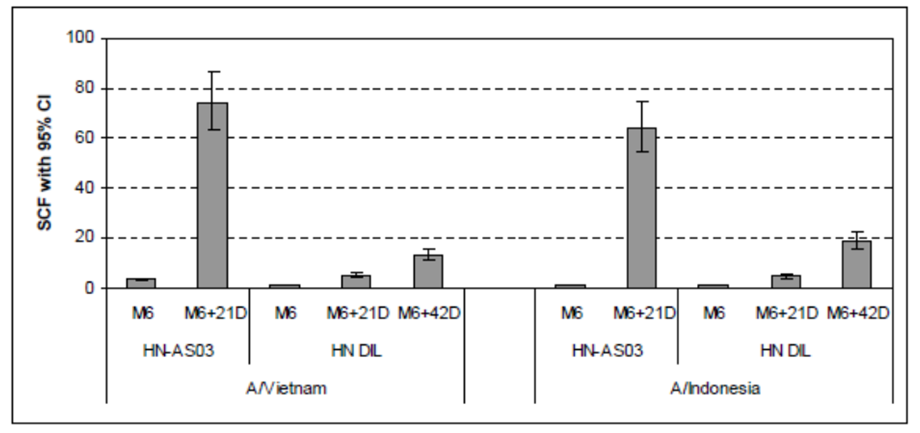 SCF with 95% CI
100
80
60
40
20
0
M6 M6+21D M6 M6+21D M6+42D M6 M6+21D M6 M6+21D M6+42D
HN-AS03 HN DIL HN-AS03 HN DIL
A/Vietnam A/Indonesia